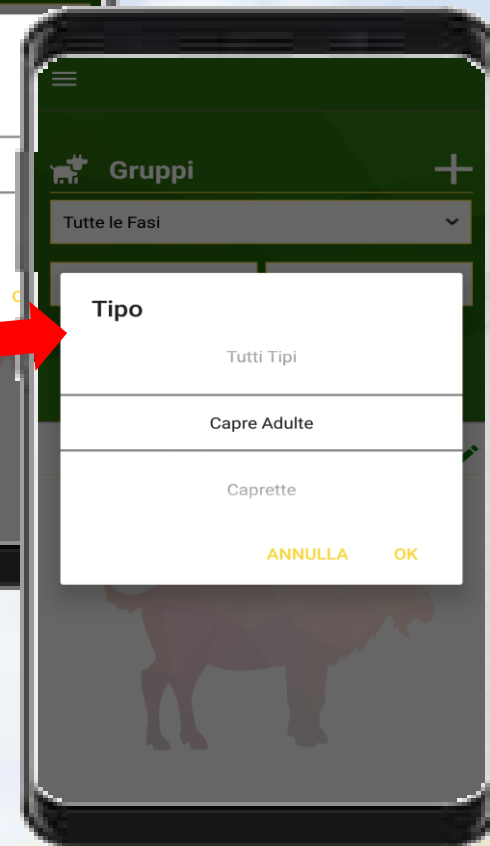 Gruppi
Tutte le Fasi
Tipo
Tutti Tipi
Capre Adulte
Caprette
ANNULLA OK